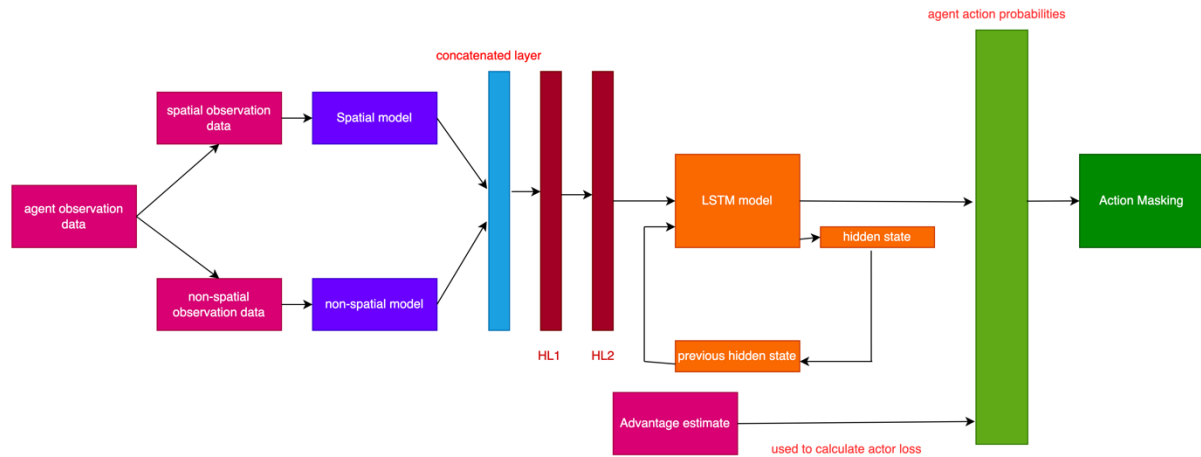 agent action probabilities
concatenated layer
spatial observation
data
Spatial model
agent observation
data
LSTM model
Action Masking
hidden state
non-spatial
observation data
non-spatial model
HL1
HL2
previous hidden state
Advantage estimate
used to calculate actor loss